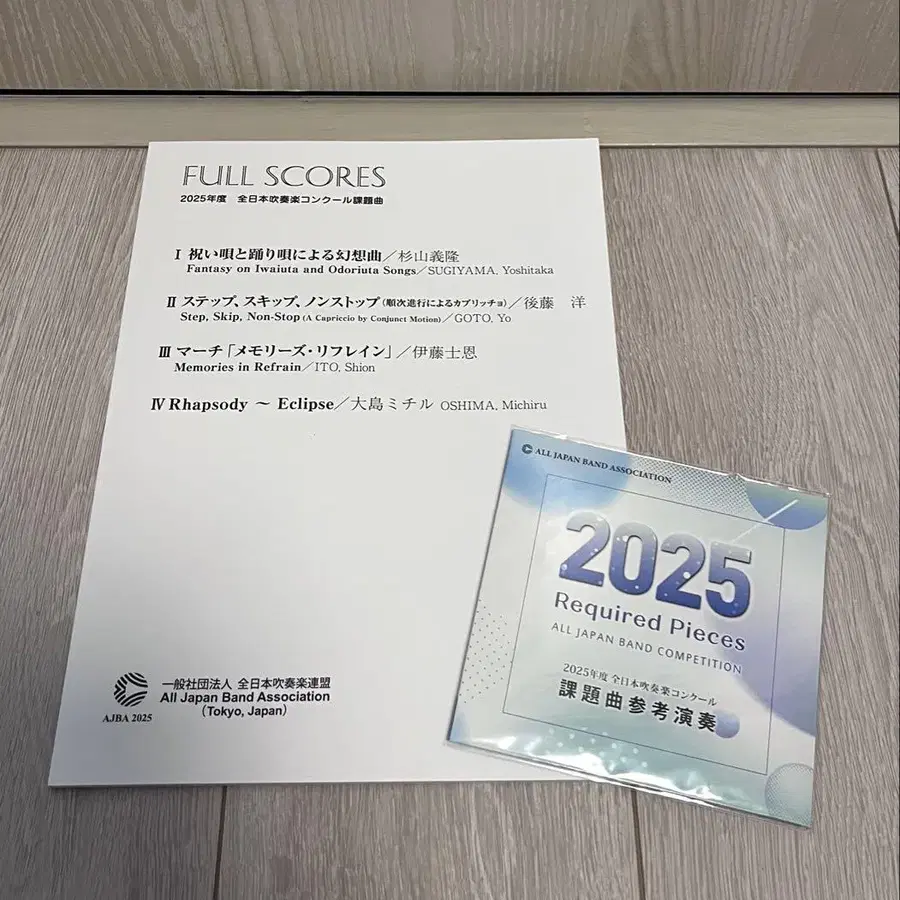 FULL SCORES
2025年度 全日本吹奏楽コンクール課題曲
Ⅰ 祝い唄と踊り唄による幻想曲／杉山義隆
Fantasy on Iwaiuta and Odoriuta Songs／SUGIYAMA, Yoshitaka
Ⅱ ステップ、スキップ、ノンストップ(順次進行によるカプリッチョ)／後藤 洋
Step, Skip, Non-Stop (A Capriccio by Conjunct Motion)／GOTO, Yo
Ⅲ マーチ「メモリーズ・リフレイン」／伊藤士恩
Memories in Refrain／ITO, Shion
Ⅳ Rhapsody ～ Eclipse／大島ミチル OSHIMA, Michiru
一般社団法人 全日本吹奏楽連盟
All Japan Band Association
(Tokyo, Japan)
AJBA 2025
ALL JAPAN BAND ASSOCIATION
2025
Required Pieces
ALL JAPAN BAND COMPETITION
2025年度 全日本吹奏楽コンクール
課題曲参考演奏